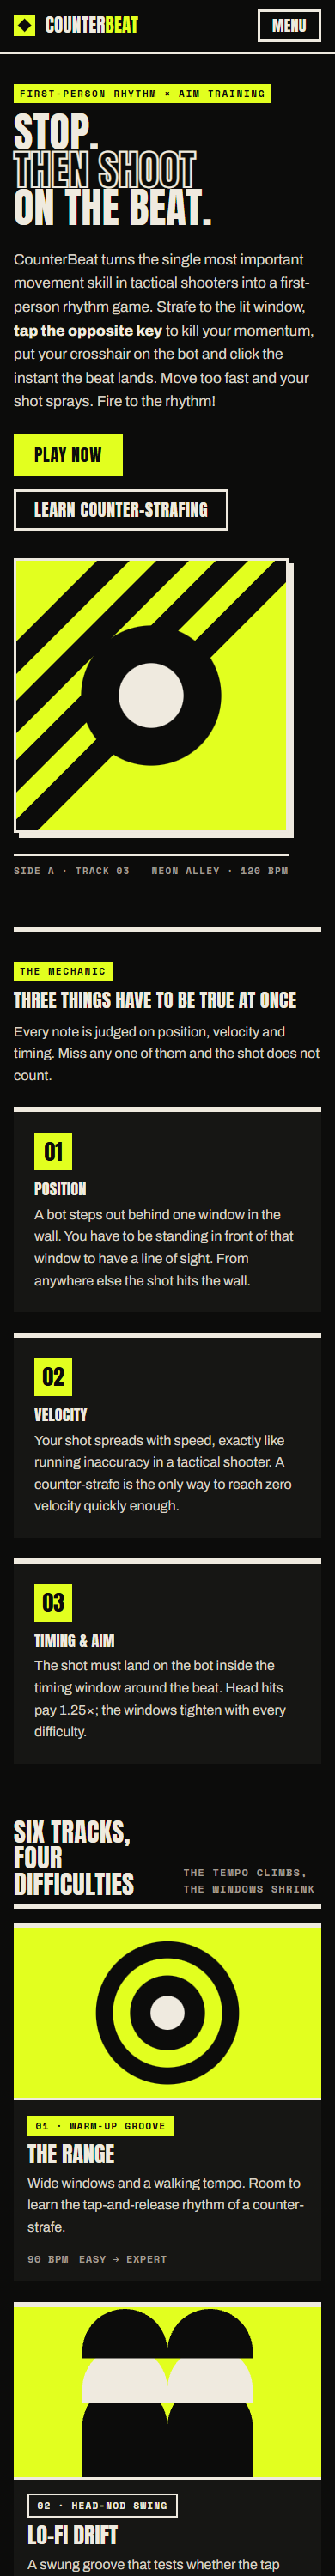 COUNTERBEAT
MENU
FIRST-PERSON RHYTHM × AIM TRAINING
STOP.
THEN SHOOT
ON THE BEAT.
CounterBeat turns the single most important
movement skill in tactical shooters into a first-
person rhythm game. Strafe to the lit window,
tap the opposite key to kill your momentum,
put your crosshair on the bot and click the
instant the beat lands. Move too fast and your
shot sprays. Fire to the rhythm!
PLAY NOW
LEARN COUNTER-STRAFING
SIDE A · TRACK 03 NEON ALLEY · 120 BPM
THE MECHANIC
THREE THINGS HAVE TO BE TRUE AT ONCE
Every note is judged on position, velocity and
timing. Miss any one of them and the shot does not
count.
01
POSITION
A bot steps out behind one window in the
wall. You have to be standing in front of that
window to have a line of sight. From
anywhere else the shot hits the wall.
02
VELOCITY
Your shot spreads with speed, exactly like
running inaccuracy in a tactical shooter. A
counter-strafe is the only way to reach zero
velocity quickly enough.
03
TIMING & AIM
The shot must land on the bot inside the
timing window around the beat. Head hits
pay 1.25×; the windows tighten with every
difficulty.
SIX TRACKS,
FOUR
DIFFICULTIES
THE TEMPO CLIMBS,
THE WINDOWS SHRINK
01 · WARM-UP GROOVE
THE RANGE
Wide windows and a walking tempo. Room to
learn the tap-and-release rhythm of a counter-
strafe.
90 BPM EASY → EXPERT
02 · HEAD-NOD SWING
LO-FI DRIFT
A swung groove that tests whether the tap